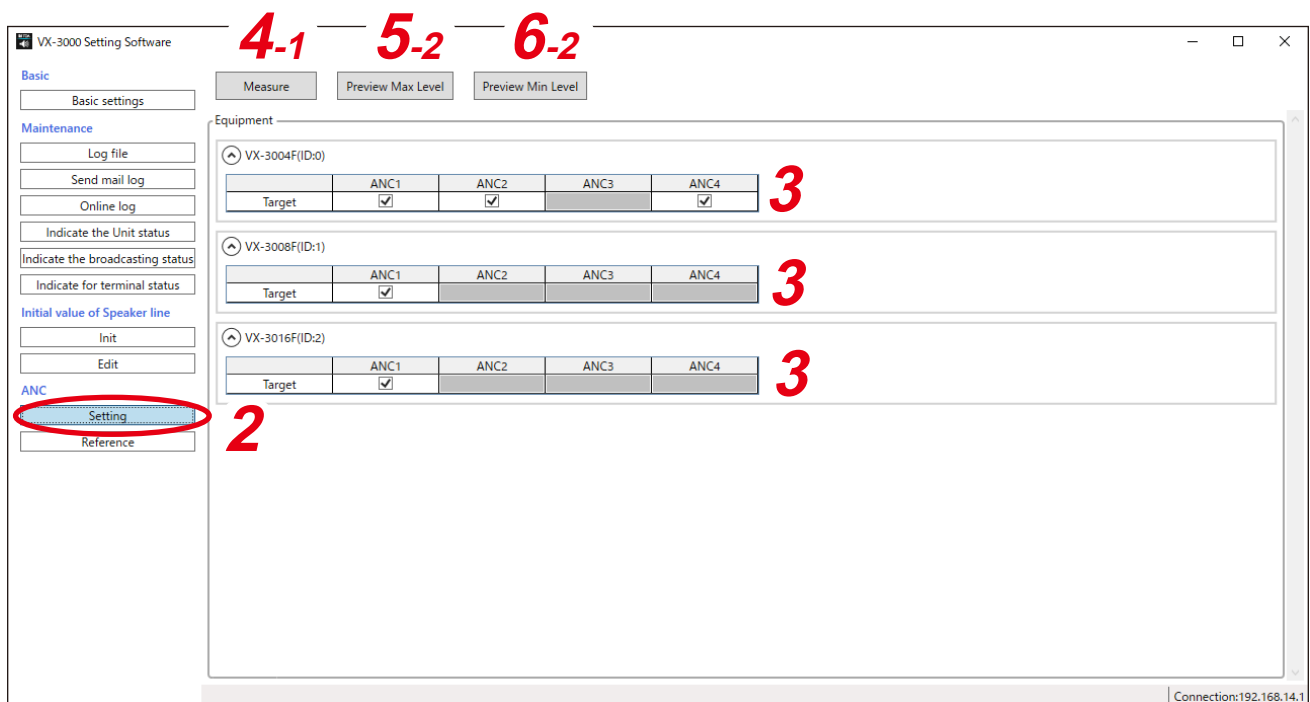 VX-3000 Setting Software
4-1 5-2 6-2
Basic
Basic settings
Maintenance
Log file
Send mail log
Online log
Indicate the Unit status
Indicate the broadcasting status
Indicate for terminal status
Initial value of Speaker line
Init
Edit
ANC
Setting
2
Reference
Measure Preview Max Level Preview Min Level
Equipment
VX-3004F(ID:0)
ANC1 ANC2 ANC3 ANC4
Target
3
VX-3008F(ID:1)
ANC1 ANC2 ANC3 ANC4
Target
3
VX-3016F(ID:2)
ANC1 ANC2 ANC3 ANC4
Target
3
Connection:192.168.14.1